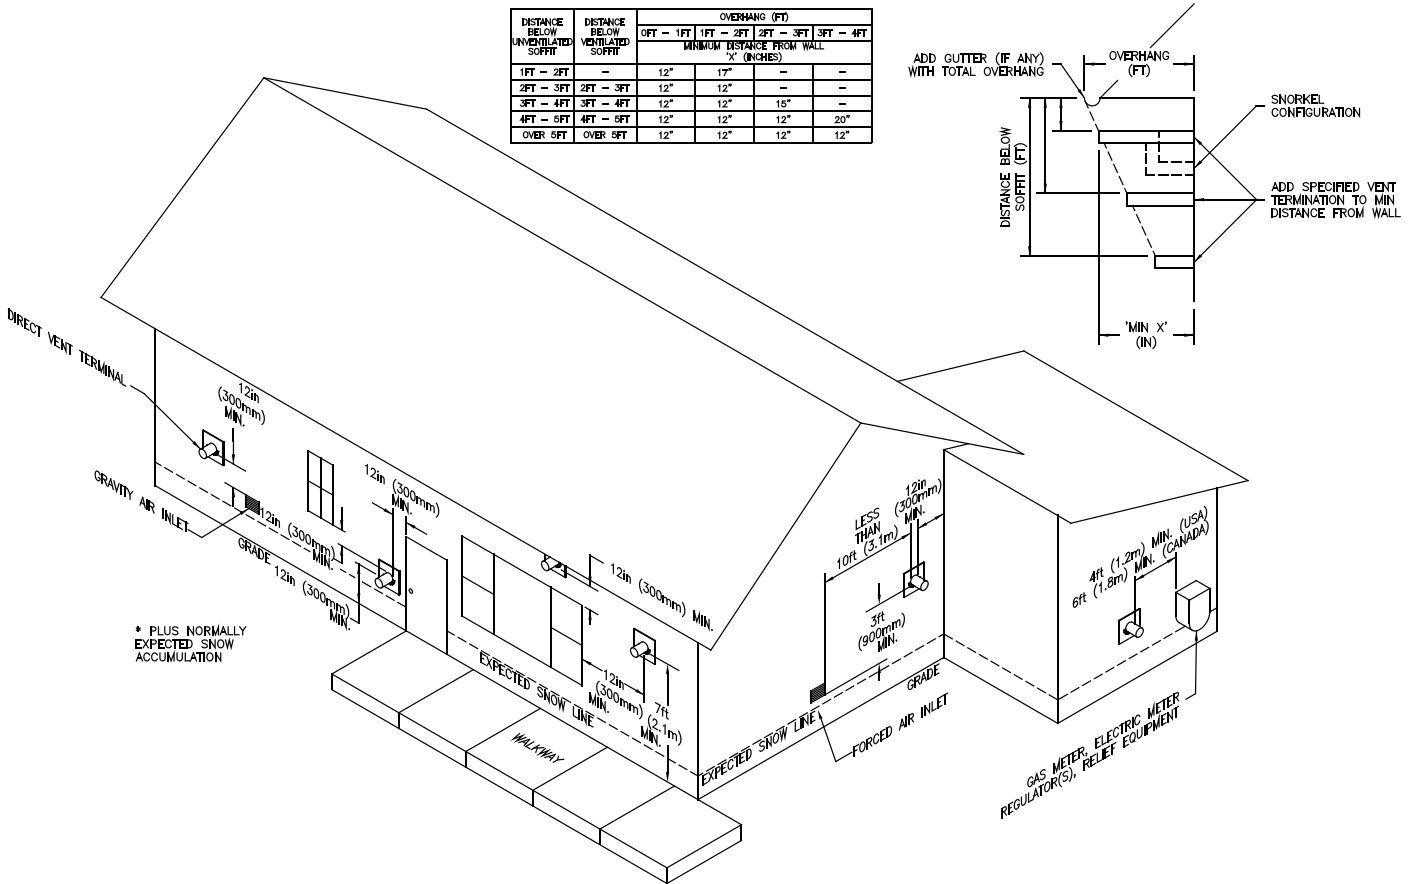 DISTANCE
BELOW
UNVENTILATED
SOFFIT
DISTANCE
BELOW
VENTILATED
SOFFIT
OVERHANG (FT)
0FT - 1FT 1FT - 2FT 2FT - 3FT 3FT - 4FT
MINIMUM DISTANCE FROM WALL
'X' (INCHES)
1FT - 2FT - 12" 17" - -
2FT - 3FT 2FT - 3FT 12" 12" - -
3FT - 4FT 3FT - 4FT 12" 12" 15" -
4FT - 5FT 4FT - 5FT 12" 12" 12" 20"
OVER 5FT OVER 5FT 12" 12" 12" 12"
ADD GUTTER (IF ANY)
WITH TOTAL OVERHANG
OVERHANG
(FT)
SNORKEL
CONFIGURATION
DISTANCE BELOW
SOFFIT (FT)
ADD SPECIFIED VENT
TERMINATION TO MIN
DISTANCE FROM WALL
'MIN X'
(IN)
DIRECT VENT TERMINAL
12in
(300mm)
MIN.
GRAVITY AIR INLET
12in (300mm)
MIN.
12in (300mm)
MIN.
GRADE
12in (300mm)
MIN.
* PLUS NORMALLY
EXPECTED SNOW
ACCUMULATION
12in (300mm) MIN.
12in
(300mm)
MIN.
7ft
(2.1m)
MIN.
EXPECTED SNOW LINE
WALKWAY
12in
(300mm)
MIN.
LESS
THAN
10ft (3.1m)
3ft
(900mm)
MIN.
GRADE
EXPECTED SNOW LINE
FORCED AIR INLET
4ft (1.2m) MIN. (USA)
6ft (1.8m) MIN. (CANADA)
GAS METER, ELECTRIC METER
REGULATOR(S), RELIEF EQUIPMENT